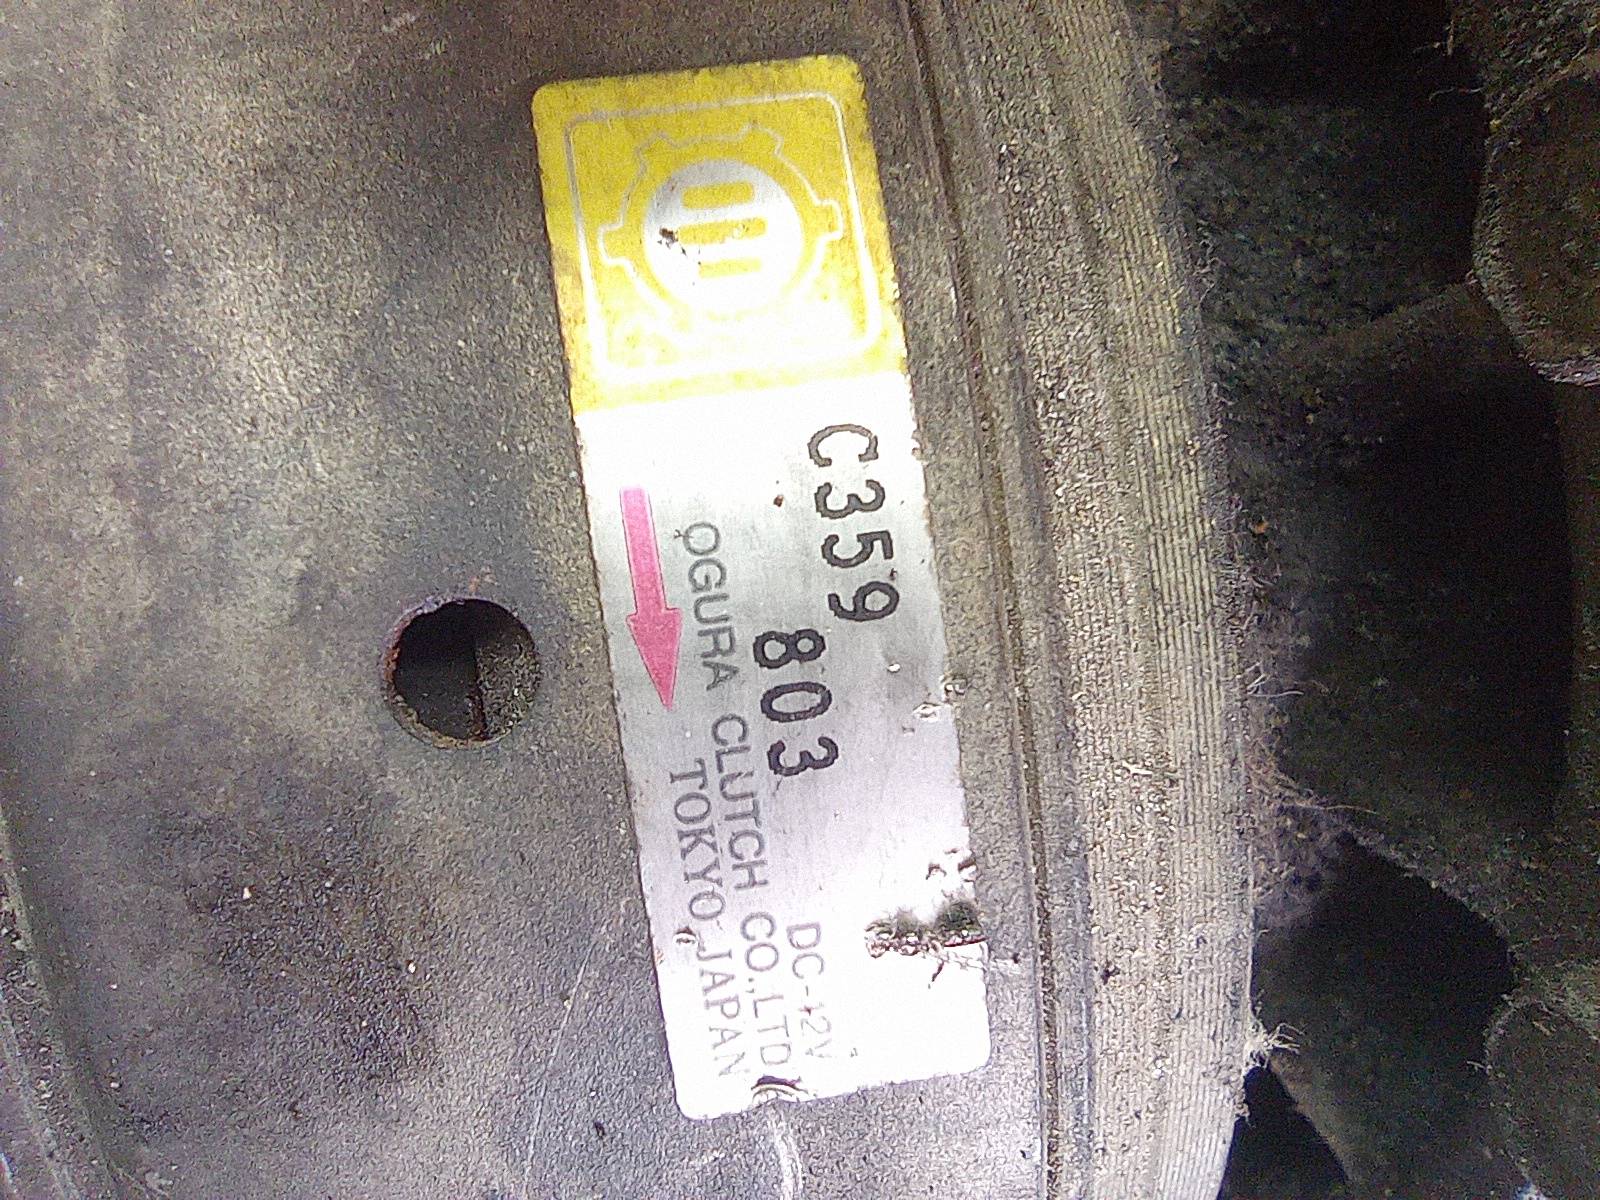 C359
803
DC-12V
OGURA CLUTCH CO.,LTD.
TOKYO JAPAN